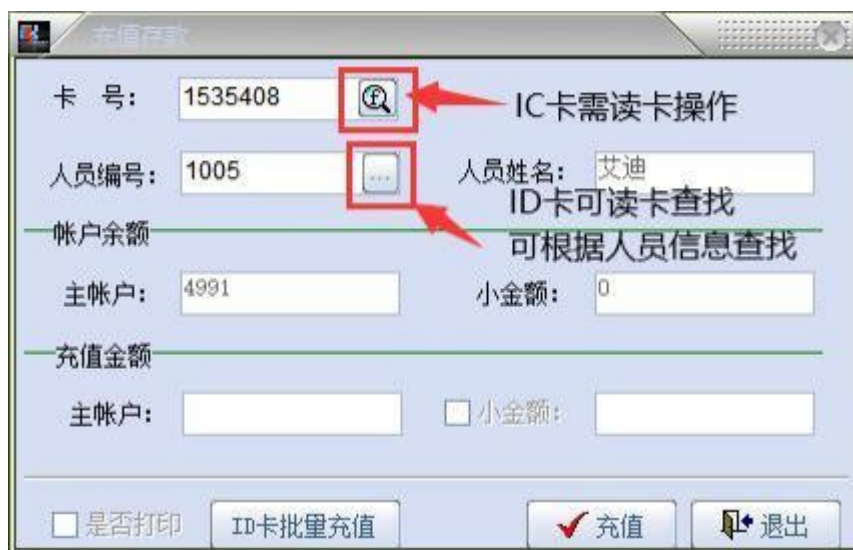 充值存款
卡 号： 1535408 IC卡需读卡操作
人员编号： 1005 ... 人员姓名： 艾迪
ID卡可读卡查找
帐户余额 可根据人员信息查找
主帐户： 4991 小金额： 0
充值金额
主帐户： 小金额：
是否打印 ID卡批量充值 充值 退出